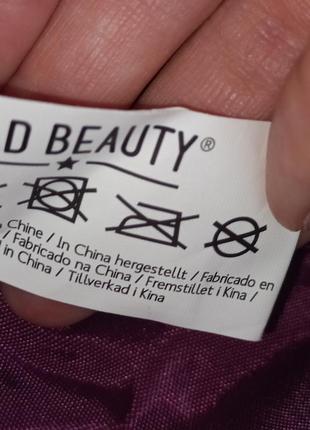 D BEAUTY®
Chine / In China hergestellt / Fabricado en
/ Fabricado na China / Fremstillet i Kina /
in China / Tillverkad i Kina